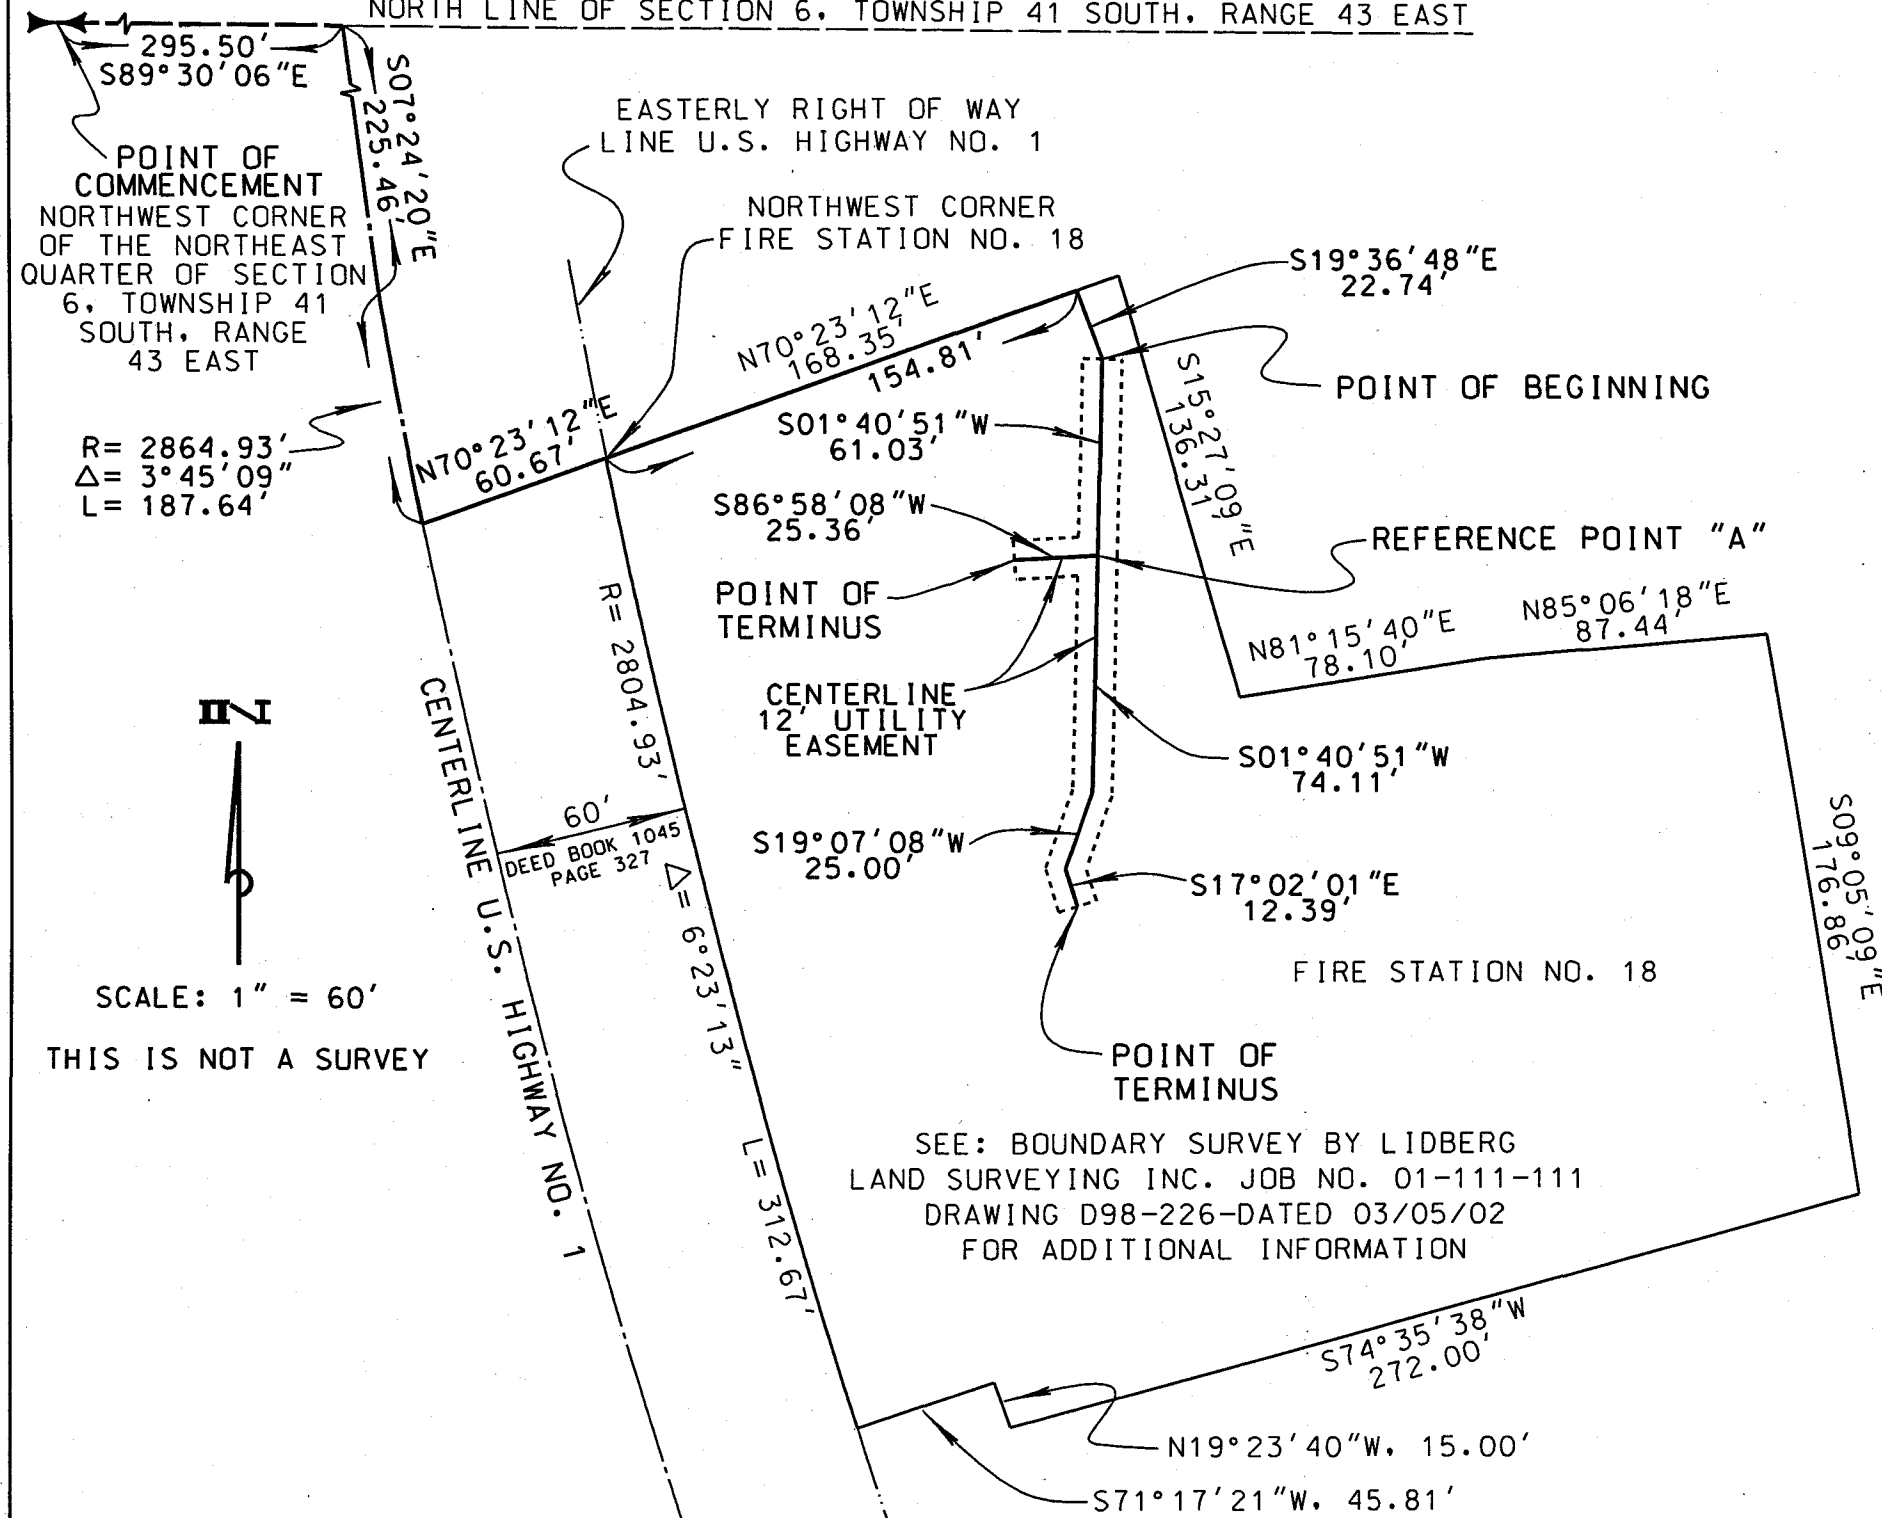 NORTH LINE OF SECTION 6, TOWNSHIP 41 SOUTH, RANGE 43 EAST
295.50'
S89°30'06"E
S07°24'20"E
225.46'
POINT OF
COMMENCEMENT
NORTHWEST CORNER
OF THE NORTHEAST
QUARTER OF SECTION
6, TOWNSHIP 41
SOUTH, RANGE
43 EAST
EASTERLY RIGHT OF WAY
LINE U.S. HIGHWAY NO. 1
NORTHWEST CORNER
FIRE STATION NO. 18
S19°36'48"E
22.74'
N70°23'12"E
168.35'
154.81'
POINT OF BEGINNING
R= 2864.93'
Δ= 3°45'09"
L= 187.64'
N70°23'12"E
60.67'
S01°40'51"W
61.03'
S15°27'09"E
136.31'
S86°58'08"W
25.36'
REFERENCE POINT "A"
POINT OF
TERMINUS
N81°15'40"E
78.10'
N85°06'18"E
87.44'
R= 2804.93'
Δ= 6°23'13"
L= 312.67'
CENTERLINE
12' UTILITY
EASEMENT
N
S01°40'51"W
74.11'
60'
DEED BOOK 1045
PAGE 327
S19°07'08"W
25.00'
S17°02'01"E
12.39'
S09°05'09"E
176.86'
CENTERLINE U.S. HIGHWAY NO. 1
FIRE STATION NO. 18
SCALE: 1" = 60'
THIS IS NOT A SURVEY
POINT OF
TERMINUS
SEE: BOUNDARY SURVEY BY LIDBERG
LAND SURVEYING INC. JOB NO. 01-111-111
DRAWING D98-226-DATED 03/05/02
FOR ADDITIONAL INFORMATION
S74°35'38"W
272.00'
N19°23'40"W, 15.00'
S71°17'21"W, 45.81'